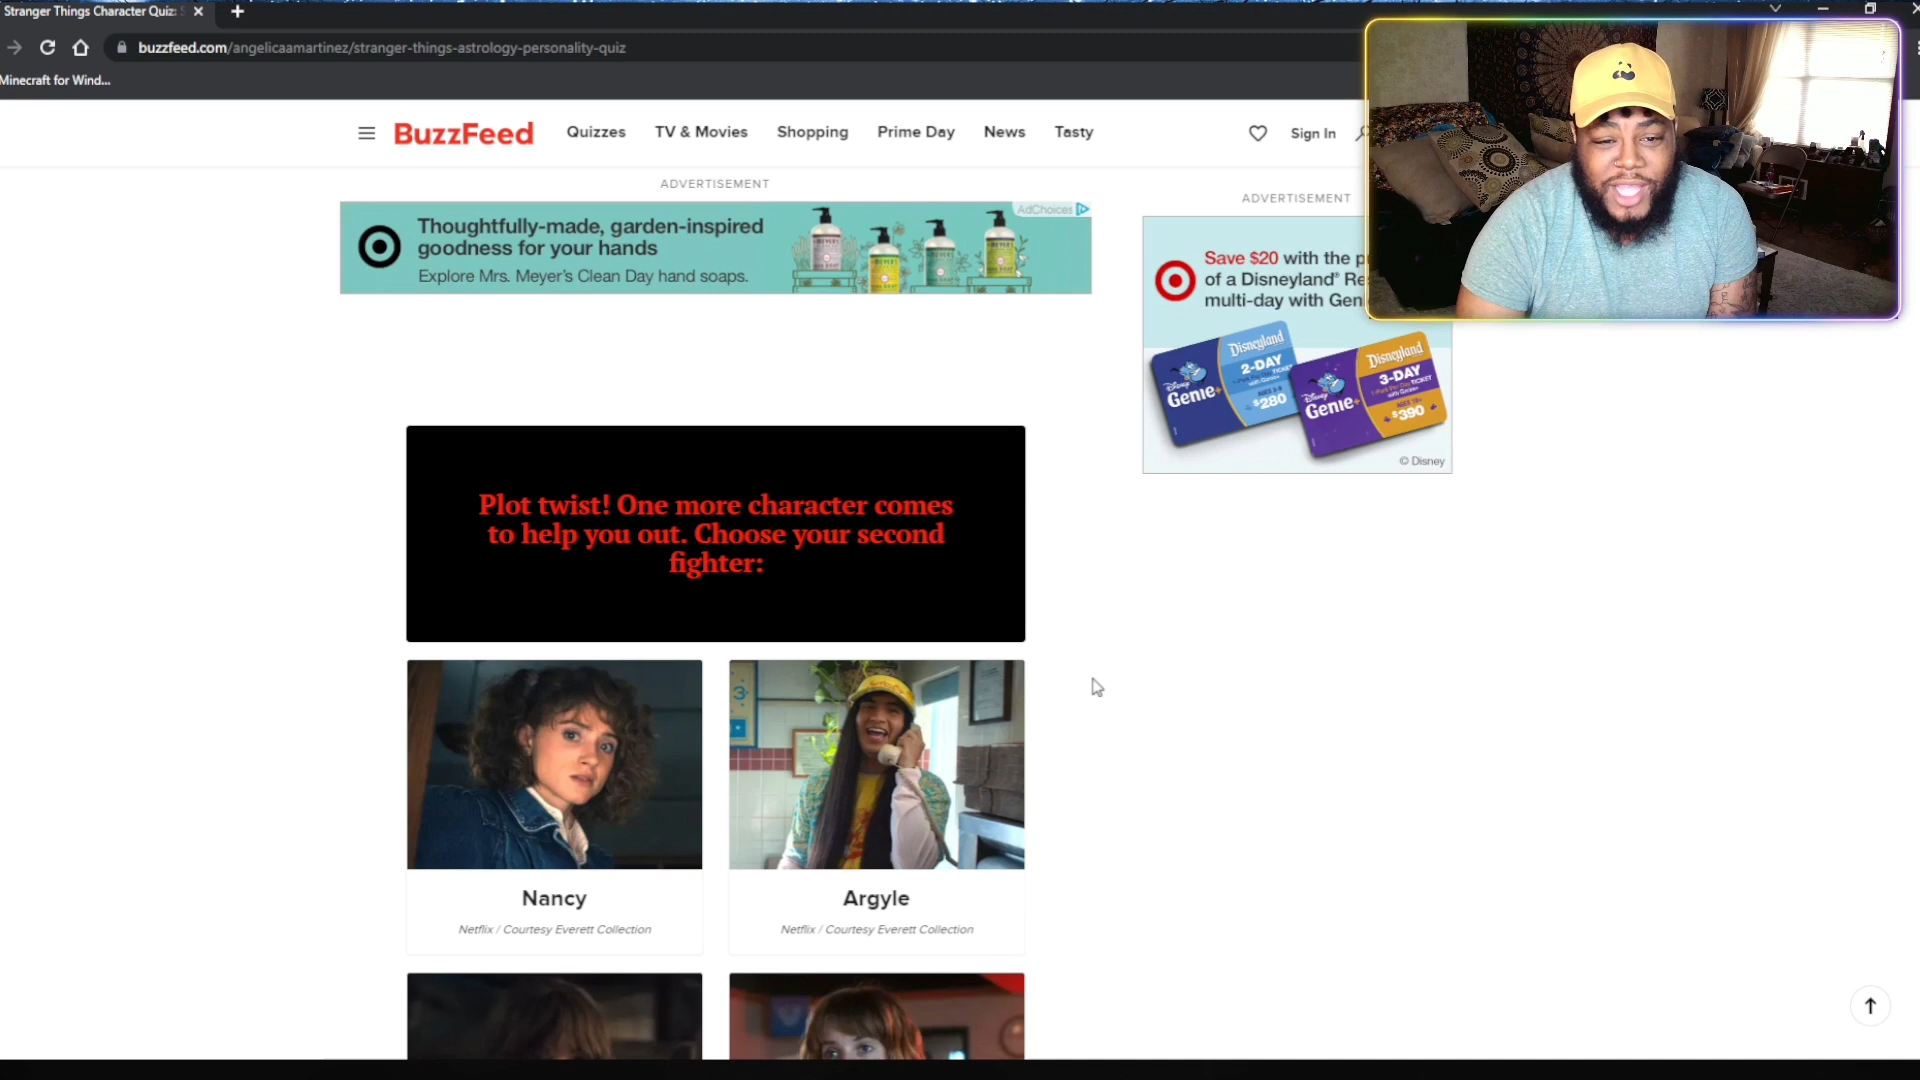 Stranger Things Character Quiz:
buzzfeed.com/angelicaamartinez/stranger-things-astrology-personality-quiz
Minecraft for Wind...
BuzzFeed
Quizzes
TV & Movies
Shopping
Prime Day
News
Tasty
Sign In
ADVERTISEMENT
AdChoices
Thoughtfully-made, garden-inspired
goodness for your hands
Explore Mrs. Meyer's Clean Day hand soaps.
ADVERTISEMENT
Save $20 with the p
of a Disneyland® Re
multi-day with Gen
Disneyland
2-DAY
Disney
Genie+
$280
Disneyland
3-DAY
Disney
Genie+
$390
© Disney
Plot twist! One more character comes
to help you out. Choose your second
fighter:
Nancy
Netflix / Courtesy Everett Collection
Argyle
Netflix / Courtesy Everett Collection